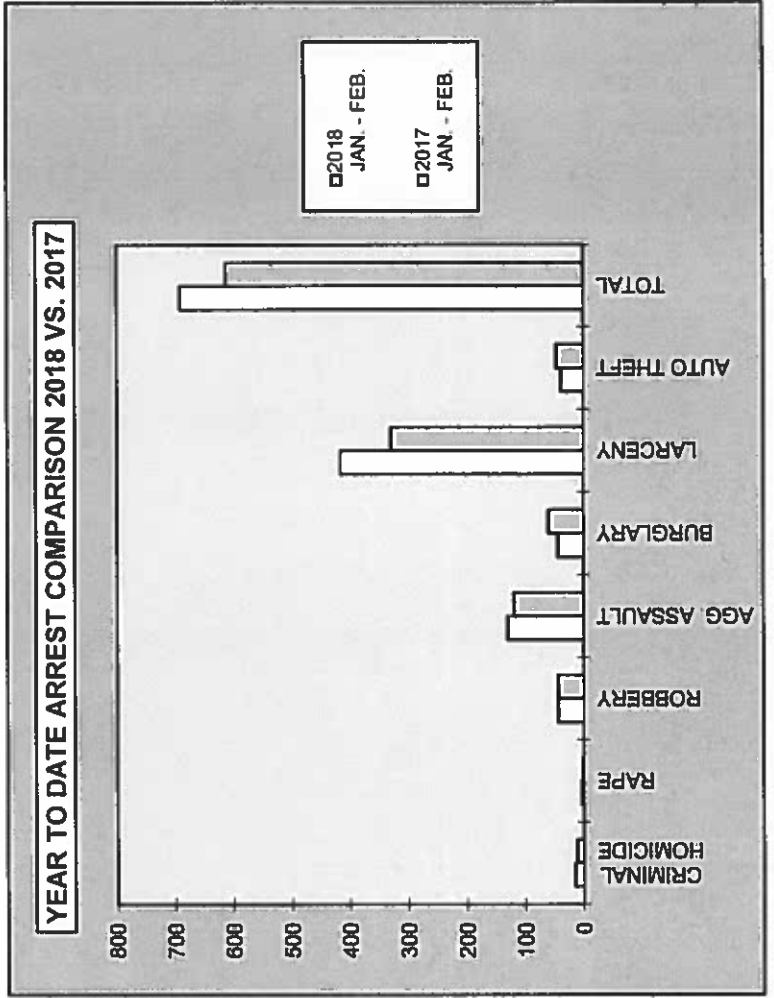 YEAR TO DATE ARREST COMPARISON 2018 VS. 2017
800
700
600
500
400
300
200
100
0
CRIMINAL
HOMICIDE
RAPE
ROBBERY
AGG. ASSAULT
BURGLARY
LARCENY
AUTO THEFT
TOTAL
2018
JAN. - FEB.
2017
JAN. - FEB.